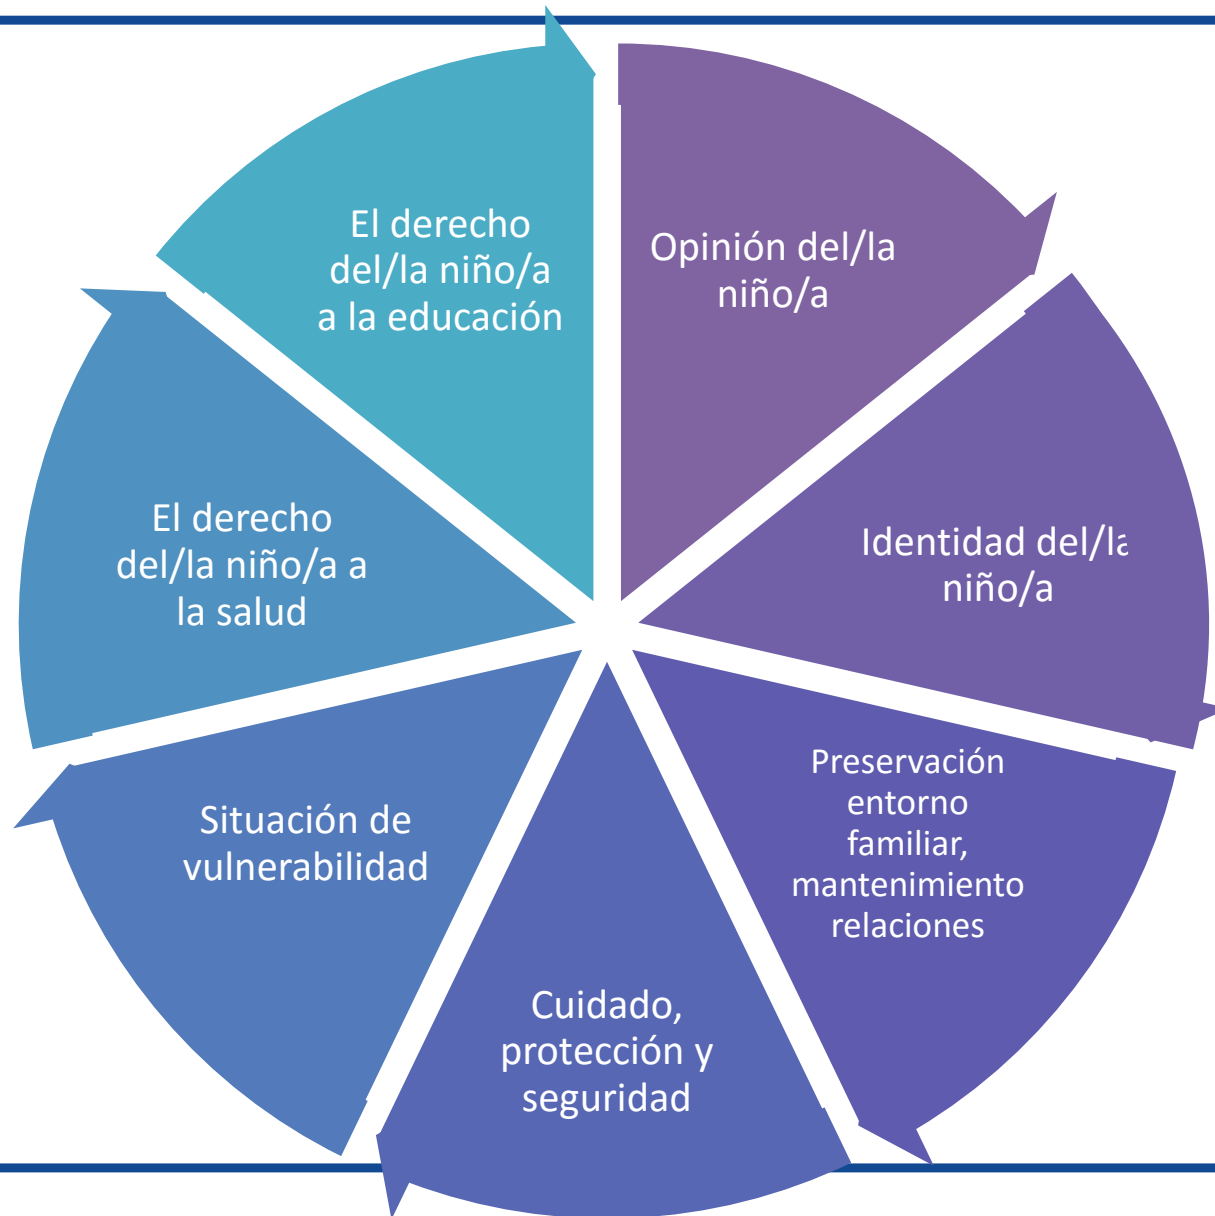 El derecho
del/la niño/a
a la educación
Opinión del/la
niño/a
El derecho
del/la niño/a a
la salud
Identidad del/la
niño/a
Preservación
entorno
familiar,
mantenimiento
relaciones
Situación de
vulnerabilidad
Cuidado,
protección y
seguridad